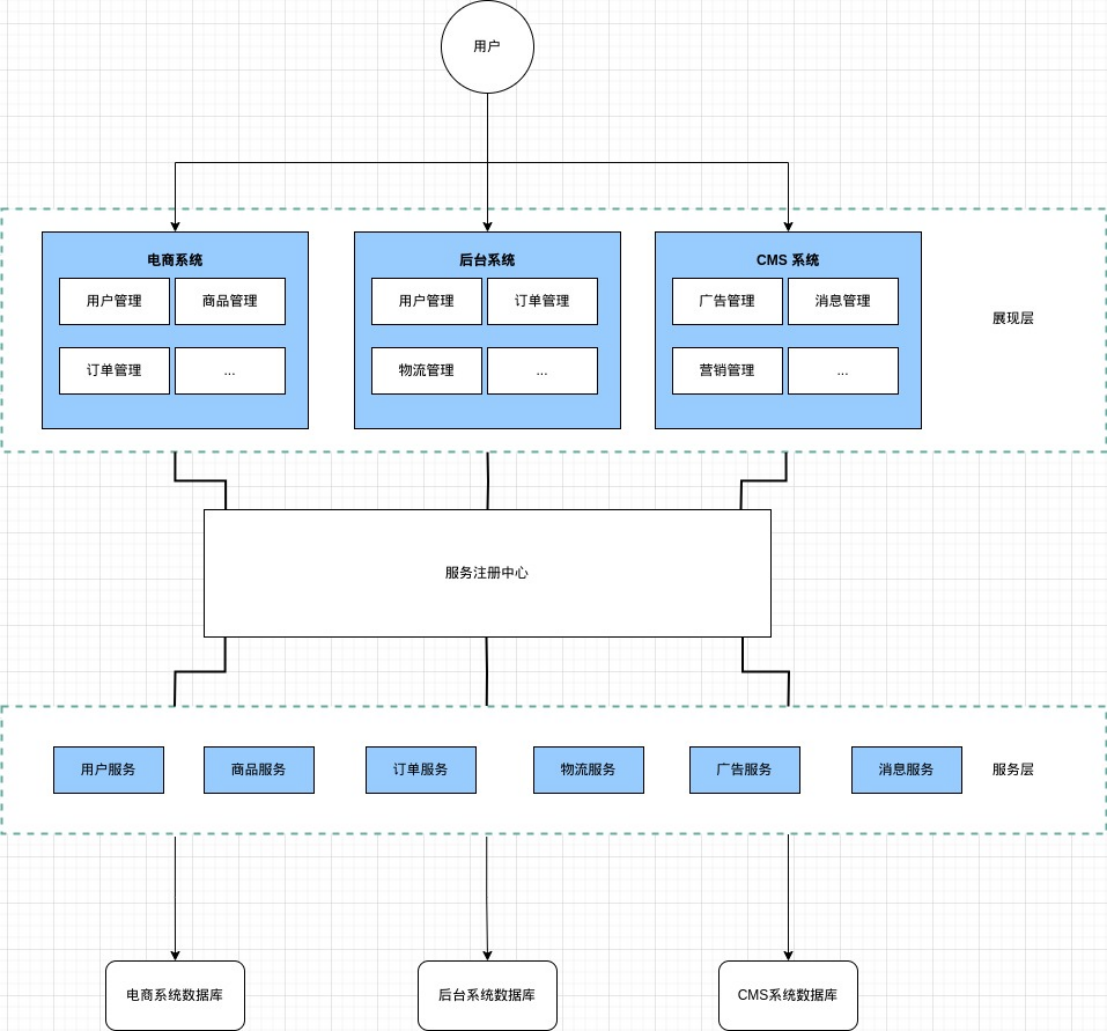 用户
电商系统
用户管理
商品管理
订单管理
...
后台系统
用户管理
订单管理
物流管理
...
CMS 系统
广告管理
消息管理
营销管理
...
展现层
服务注册中心
用户服务
商品服务
订单服务
物流服务
广告服务
消息服务
服务层
电商系统数据库
后台系统数据库
CMS系统数据库